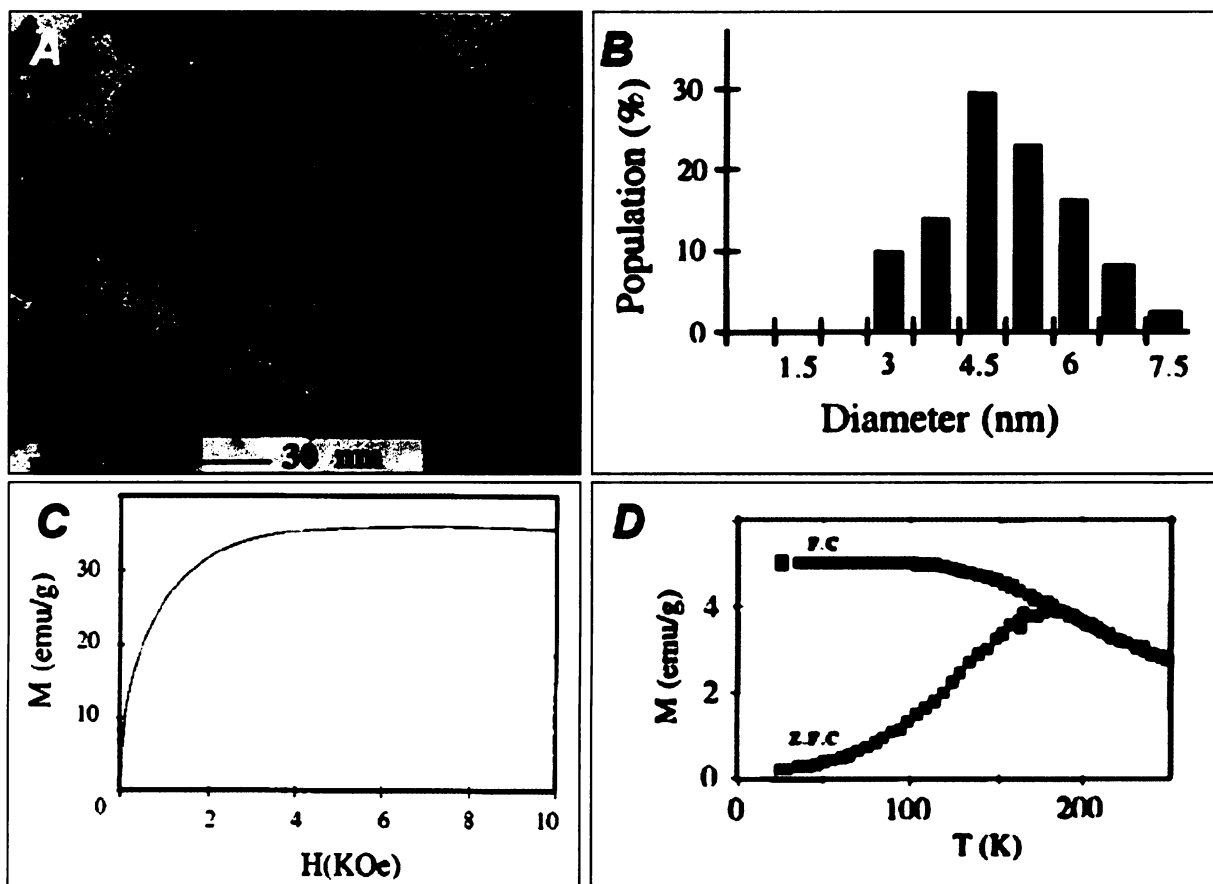 A
30 nm
B
Population (%)
30
20
10
0
1.5 3 4.5 6 7.5
Diameter (nm)
C
M (emu/g)
30
20
10
0 2 4 6 8 10
H(KOe)
D
M (emu/g)
F.C
4
2
Z.F.C
0
0 100 200
T (K)